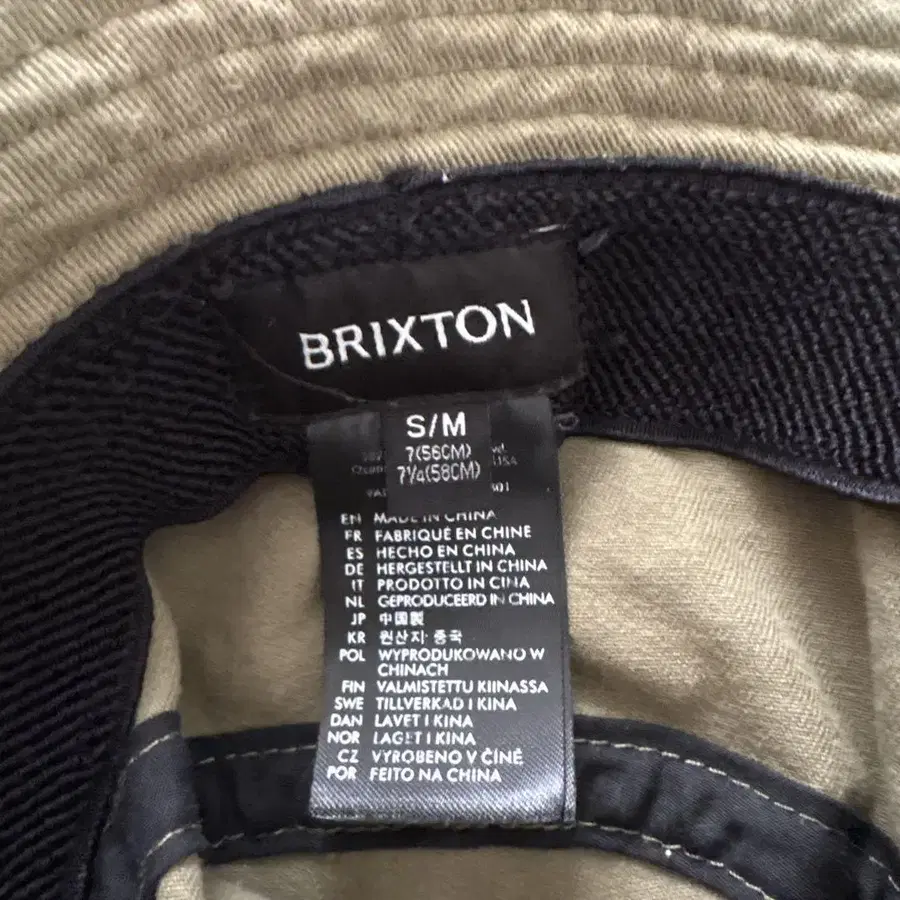 BRIXTON
S/M
7(56CM)
7¼(58CM)
EN MADE IN CHINA
FR FABRIQUÉ EN CHINE
ES HECHO EN CHINA
DE HERGESTELLT IN CHINA
IT PRODOTTO IN CINA
NL GEPRODUCEERD IN CHINA
JP 中国製
KR 원산지: 중국
POL WYPRODUKOWANO W
CHINACH
FIN VALMISTETTU KIINASSA
SWE TILLVERKAD I KINA
DAN LAVET I KINA
NOR LAGET I KINA
CZ VYROBENO V ČÍNĚ
POR FEITO NA CHINA